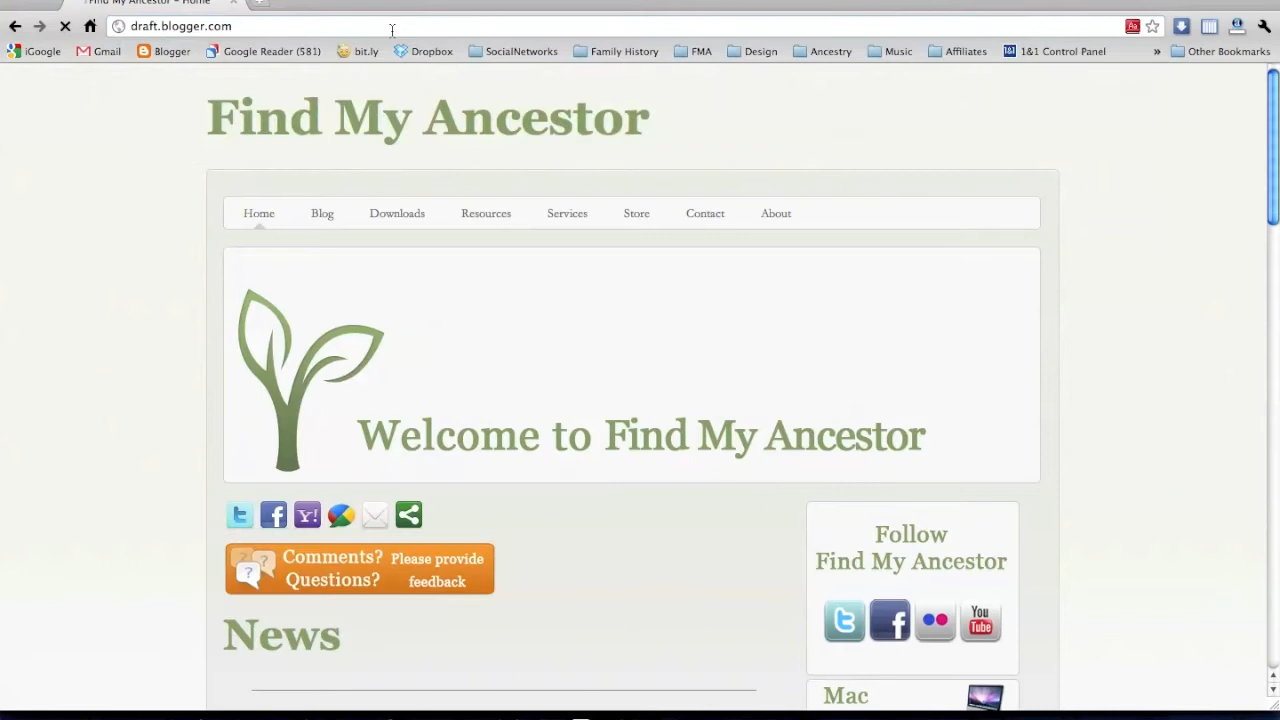 Find My Ancestor – Home
draft.blogger.com
iGoogle Gmail Blogger Google Reader (581) bit.ly Dropbox SocialNetworks Family History FMA Design Ancestry Music Affiliates 1&1 Control Panel » Other Bookmarks
Find My Ancestor
Home Blog Downloads Resources Services Store Contact About
Welcome to Find My Ancestor
Comments? Please provide
Questions? feedback
Follow
Find My Ancestor
You
Tube
News
Mac